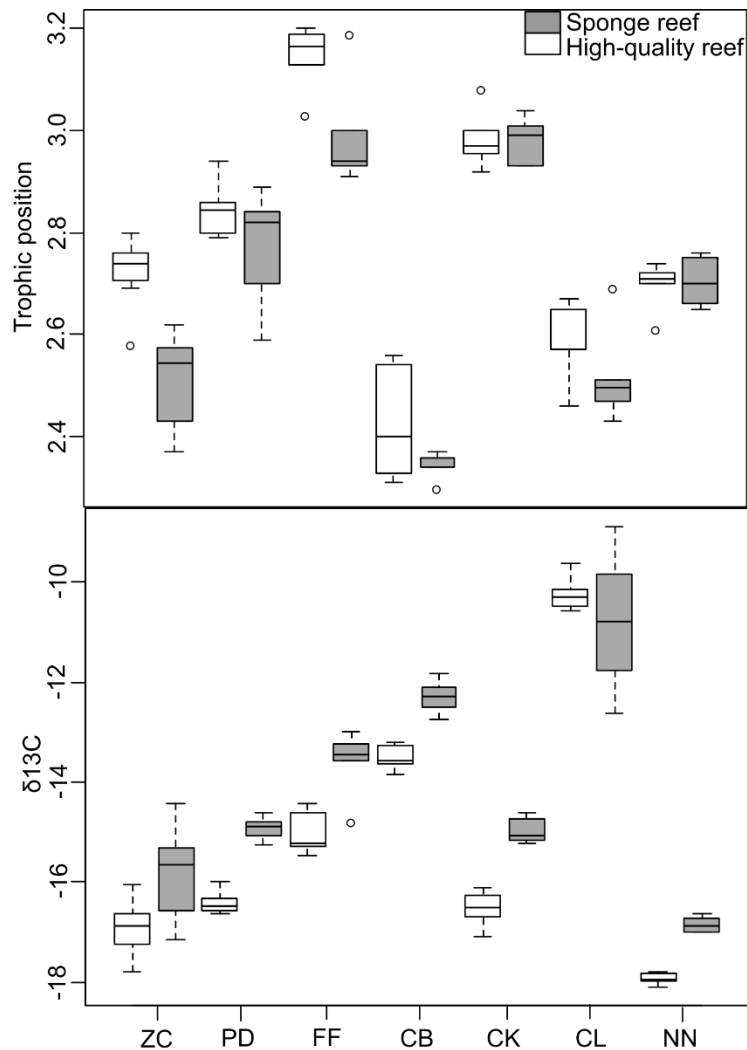 Sponge reef
High-quality reef
Trophic position
3.2
3.0
2.8
2.6
2.4
δ13C
-10
-12
-14
-16
-18
ZC PD FF CB CK CL NN